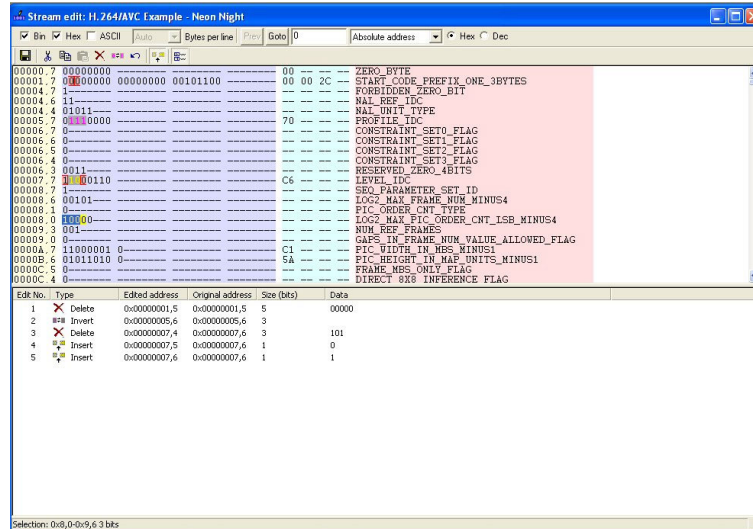 Stream edit: H.264/AVC Example - Neon Night
Bin Hex ASCII Auto Bytes per line Prev Goto 0 Absolute address Hex Dec
00000.7 00000000 -------- -------- -------- 00 -- -- -- ZERO_BYTE
00001.7 00000000 00000000 00101100 -------- 00 00 2C -- START_CODE_PREFIX_ONE_3BYTES
00004.7 1------- -------- -------- -------- -- -- -- -- FORBIDDEN_ZERO_BIT
00004.6 11------ -------- -------- -------- -- -- -- -- NAL_REF_IDC
00004.4 01011--- -------- -------- -------- -- -- -- -- NAL_UNIT_TYPE
00005.7 01110000 -------- -------- -------- 70 -- -- -- PROFILE_IDC
00006.7 0------- -------- -------- -------- -- -- -- -- CONSTRAINT_SET0_FLAG
00006.6 0------- -------- -------- -------- -- -- -- -- CONSTRAINT_SET1_FLAG
00006.5 0------- -------- -------- -------- -- -- -- -- CONSTRAINT_SET2_FLAG
00006.4 0------- -------- -------- -------- -- -- -- -- CONSTRAINT_SET3_FLAG
00006.3 0011---- -------- -------- -------- -- -- -- -- RESERVED_ZERO_4BITS
00007.7 0110 -------- -------- -------- C6 -- -- -- LEVEL_IDC
00008.7 1------- -------- -------- -------- -- -- -- -- SEQ_PARAMETER_SET_ID
00008.6 00101--- -------- -------- -------- -- -- -- -- LOG2_MAX_FRAME_NUM_MINUS4
00008.1 0------- -------- -------- -------- -- -- -- -- PIC_ORDER_CNT_TYPE
00008.0 10000--- -------- -------- -------- -- -- -- -- LOG2_MAX_PIC_ORDER_CNT_LSB_MINUS4
00009.3 001----- -------- -------- -------- -- -- -- -- NUM_REF_FRAMES
00009.0 0------- -------- -------- -------- -- -- -- -- GAPS_IN_FRAME_NUM_VALUE_ALLOWED_FLAG
0000A.7 11000001 0------- -------- -------- C1 -- -- -- PIC_WIDTH_IN_MBS_MINUS1
0000B.6 01011010 0------- -------- -------- 5A -- -- -- PIC_HEIGHT_IN_MAP_UNITS_MINUS1
0000C.5 0------- -------- -------- -------- -- -- -- -- FRAME_MBS_ONLY_FLAG
0000C.4 0------- -------- -------- -------- -- -- -- -- DIRECT_8X8_INFERENCE_FLAG
Edit No. Type Edited address Original address Size (bits) Data
1 Delete 0x00000001,5 0x00000001,5 5 00000
2 Invert 0x00000005,6 0x00000005,6 3
3 Delete 0x00000007,4 0x00000007,6 3 101
4 Insert 0x00000007,5 0x00000007,6 1 0
5 Insert 0x00000007,6 0x00000007,6 1 1
Selection: 0x8,0-0x9,6 3 bits